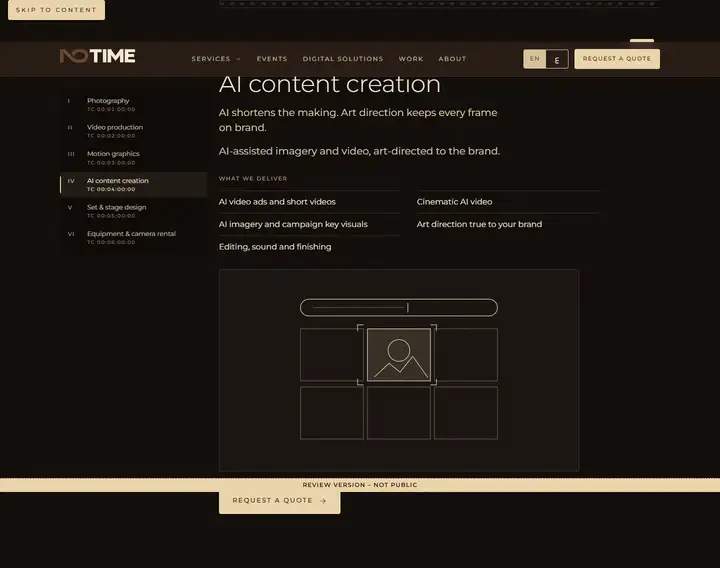 SKIP TO CONTENT
NOTIME
SERVICES
EVENTS
DIGITAL SOLUTIONS
WORK
ABOUT
EN
ع
REQUEST A QUOTE
I
Photography
TC 00:01:00:00
II
Video production
TC 00:02:00:00
III
Motion graphics
TC 00:03:00:00
IV
AI content creation
TC 00:04:00:00
V
Set & stage design
TC 00:05:00:00
VI
Equipment & camera rental
TC 00:06:00:00
AI content creation
AI shortens the making. Art direction keeps every frame
on brand.
AI-assisted imagery and video, art-directed to the brand.
WHAT WE DELIVER
AI video ads and short videos
Cinematic AI video
AI imagery and campaign key visuals
Art direction true to your brand
Editing, sound and finishing
REVIEW VERSION – NOT PUBLIC
REQUEST A QUOTE →